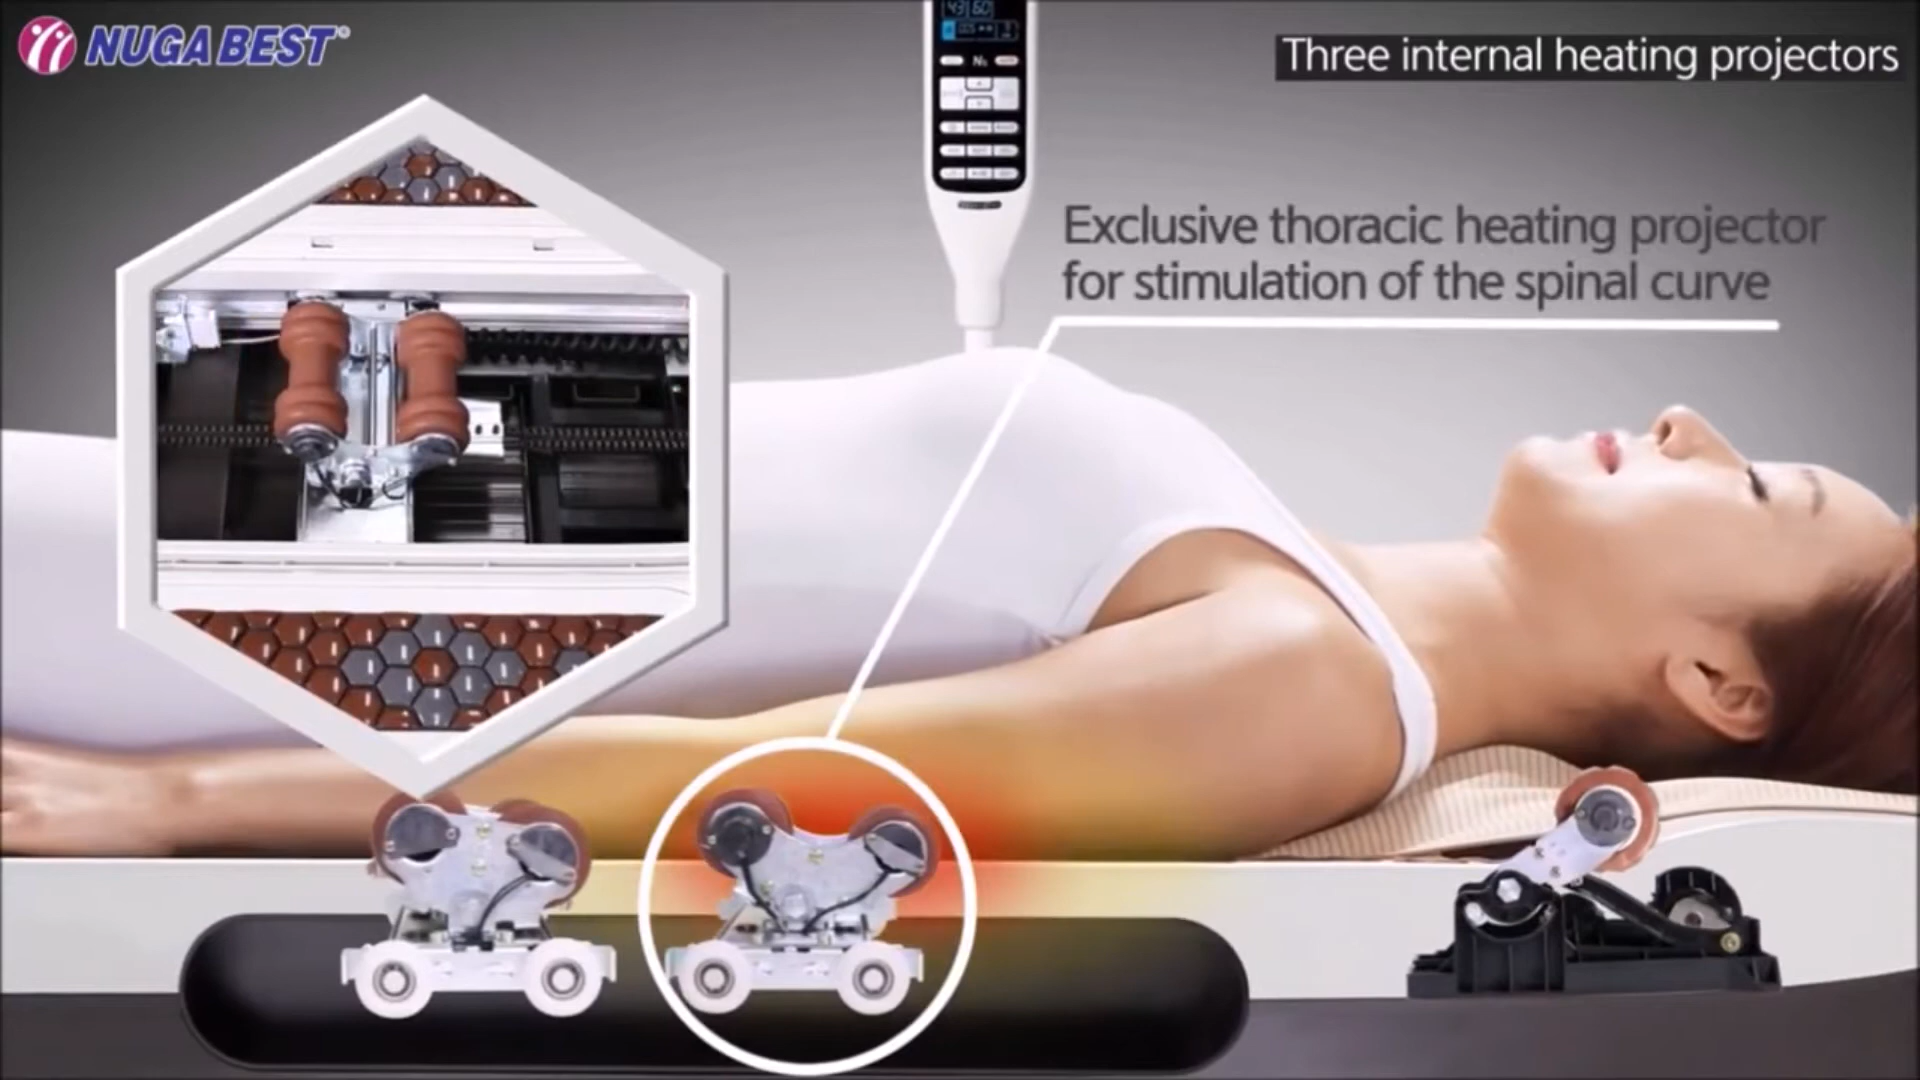 NUGA BEST®
Three internal heating projectors
Exclusive thoracic heating projector
for stimulation of the spinal curve